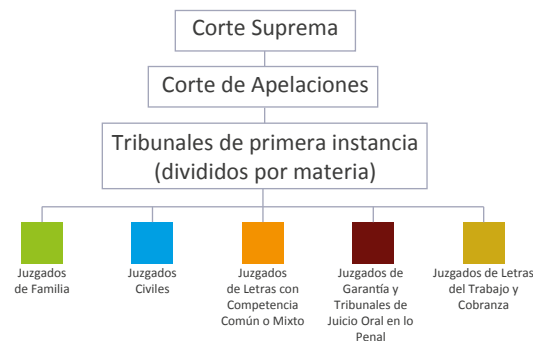 Corte Suprema
Corte de Apelaciones
Tribunales de primera instancia
(divididos por materia)
Juzgados
de Familia
Juzgados
Civiles
Juzgados
de Letras con
Competencia
Común o Mixto
Juzgados de
Garantía y
Tribunales de
Juicio Oral en lo
Penal
Juzgados de Letras
del Trabajo y
Cobranza